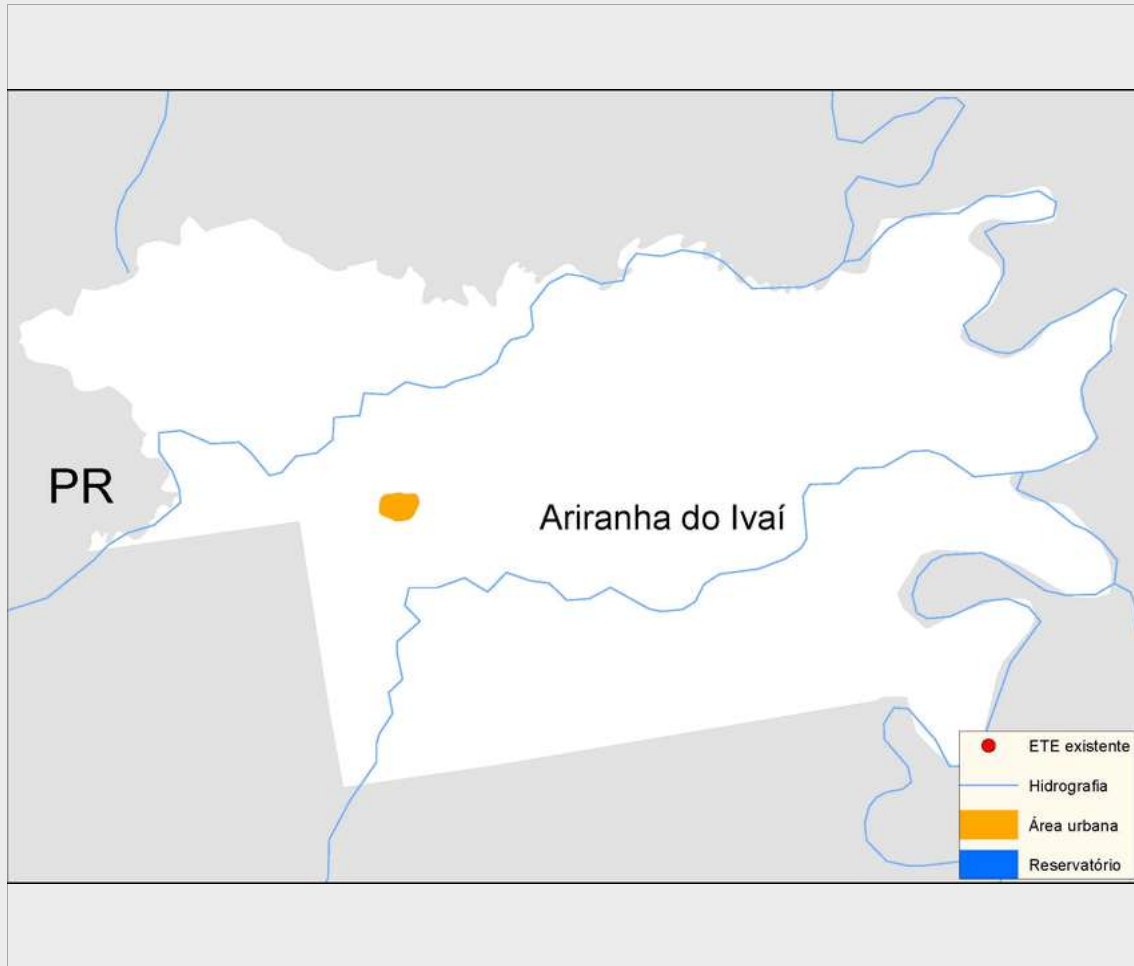 PR
Ariranha do Ivaí
ETE existente
Hidrografia
Área urbana
Reservatório